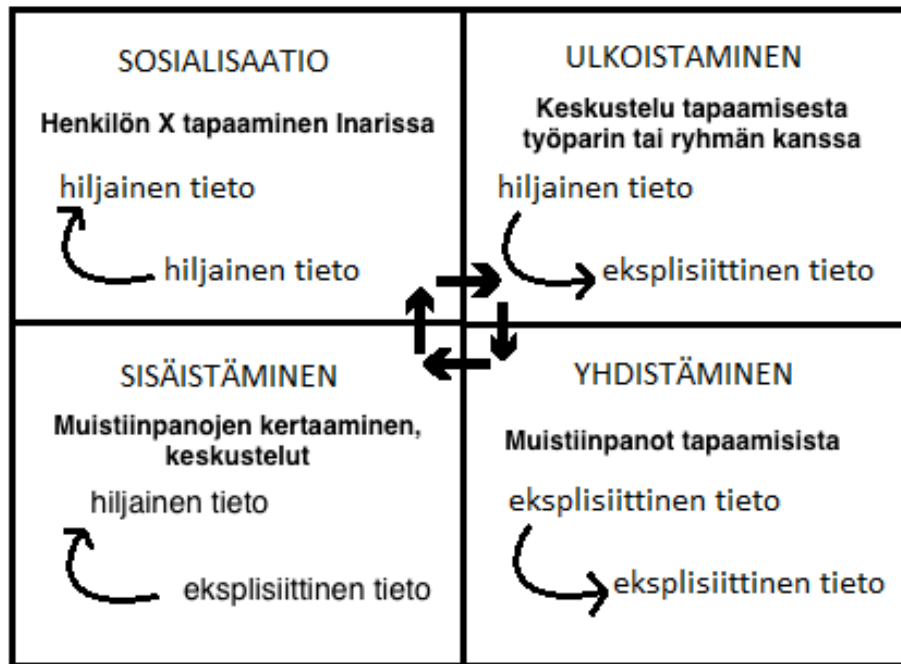 SOSIALISAATIO
Henkilön X tapaaminen Inarissa
hiljainen tieto
hiljainen tieto
ULKOISTAMINEN
Keskustelu tapaamisesta
työparin tai ryhmän kanssa
hiljainen tieto
eksplisiittinen tieto
SISÄISTÄMINEN
Muistiinpanojen kertaaminen,
keskustelut
hiljainen tieto
eksplisiittinen tieto
YHDISTÄMINEN
Muistiinpanot tapaamisista
eksplisiittinen tieto
eksplisiittinen tieto